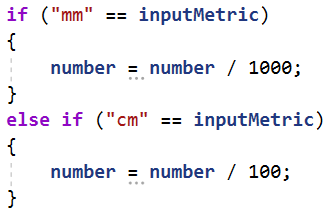 if ("mm" == inputMetric)
{
    number = number / 1000;
}
else if ("cm" == inputMetric)
{
    number = number / 100;
}